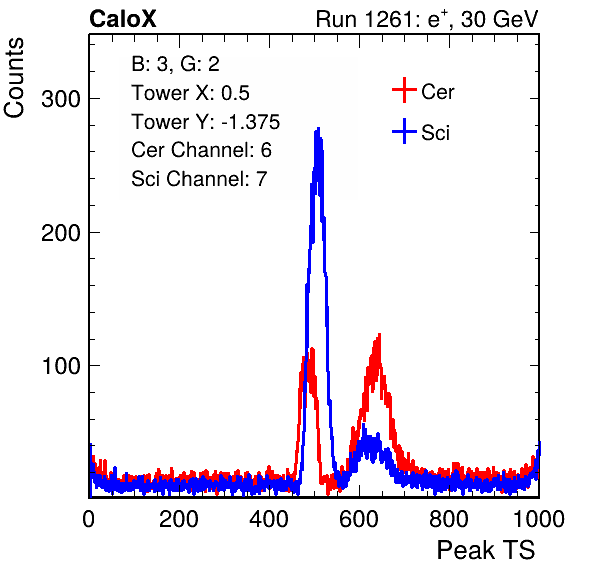 CaloX
Run 1261: e+, 30 GeV
Counts
B: 3, G: 2
Tower X: 0.5
Tower Y: -1.375
Cer Channel: 6
Sci Channel: 7
Cer
Sci
300
200
100
0 200 400 600 800 1000
Peak TS